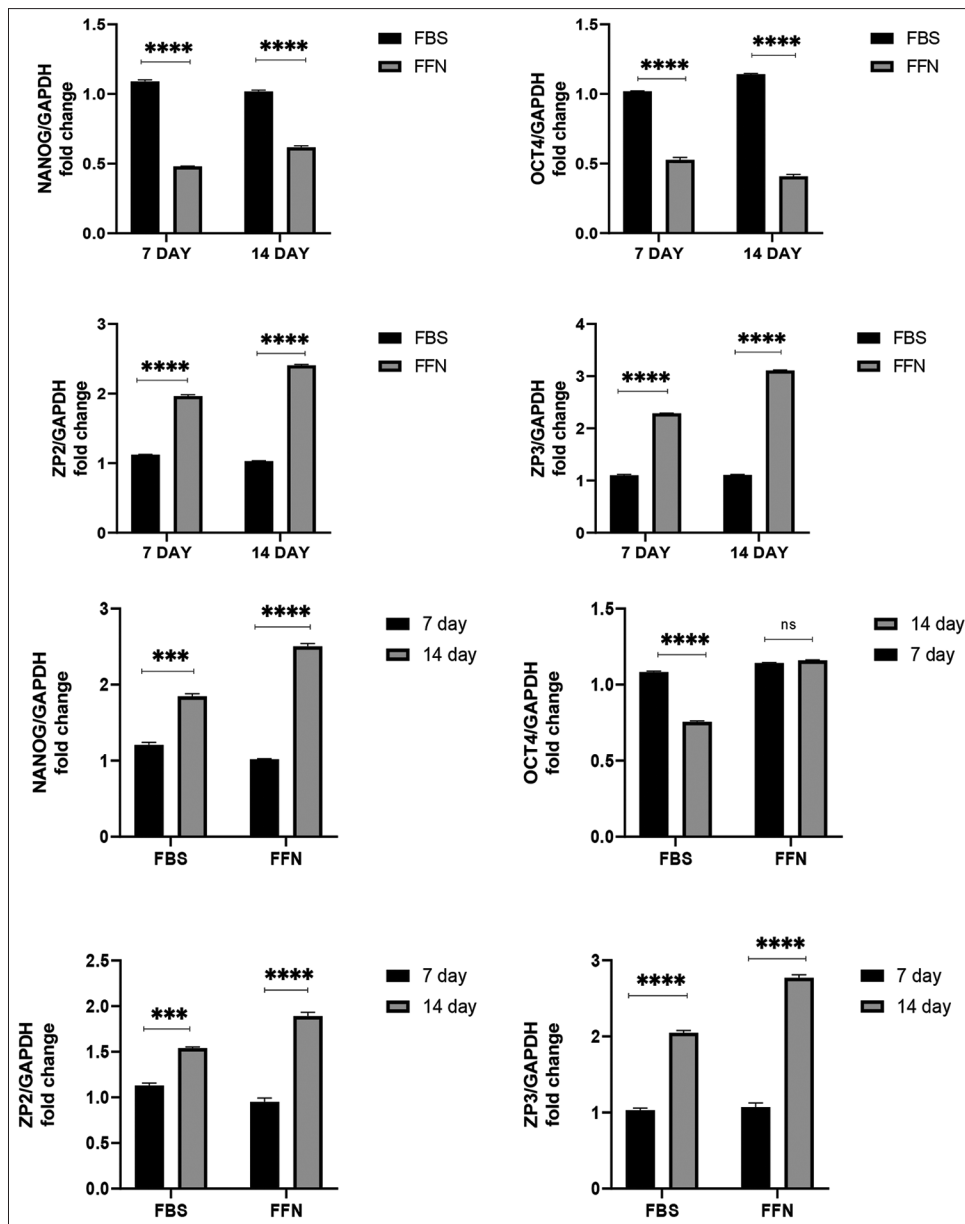 NANOG/GAPDH
fold change
1.5
1.0
0.5
0.0
****
****
7 DAY
14 DAY
FBS
FFN
OCT4/GAPDH
fold change
1.5
1.0
0.5
0.0
****
****
7 DAY
14 DAY
FBS
FFN
ZP2/GAPDH
fold change
3
2
1
0
****
****
7 DAY
14 DAY
FBS
FFN
ZP3/GAPDH
fold change
4
3
2
1
0
****
****
7 DAY
14 DAY
FBS
FFN
NANOG/GAPDH
fold change
3
2
1
0
***
****
FBS
FFN
7 day
14 day
OCT4/GAPDH
fold change
1.5
1.0
0.5
0.0
****
ns
FBS
FFN
14 day
7 day
ZP2/GAPDH
fold change
2.5
2.0
1.5
1.0
0.5
0.0
***
****
FBS
FFN
7 day
14 day
ZP3/GAPDH
fold change
3
2
1
0
****
****
FBS
FFN
7 day
14 day